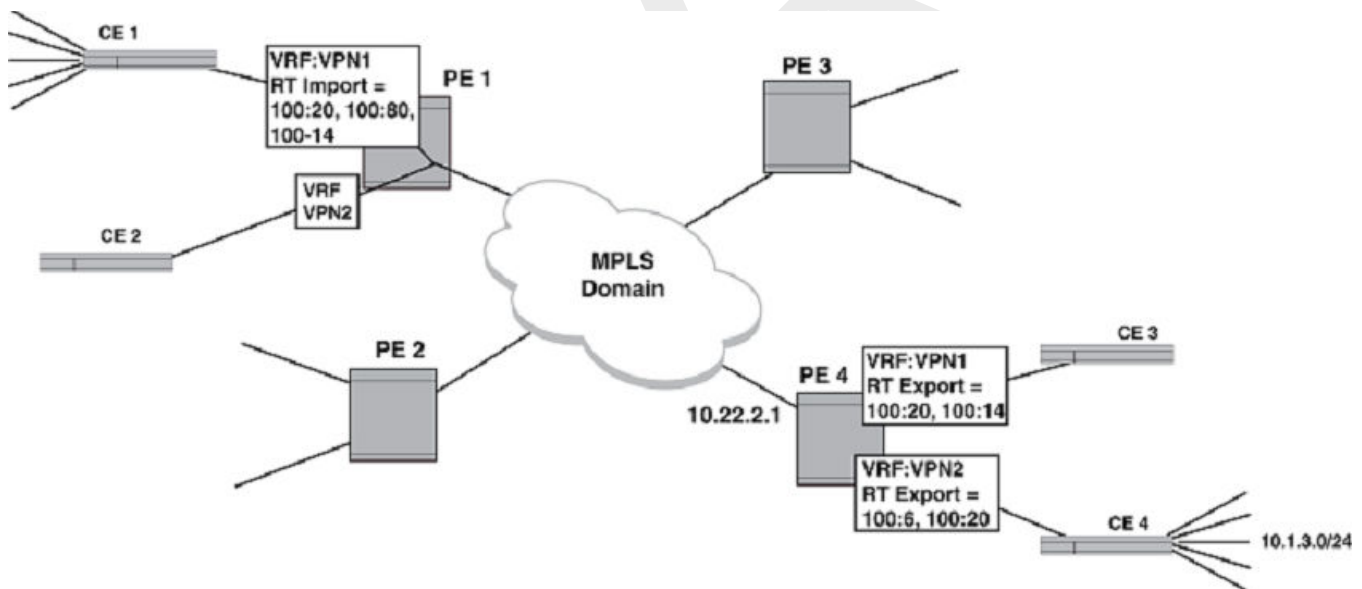 CE 1
VRF:VPN1
RT Import =
100:20, 100:80,
100-14
PE 1
PE 3
VRF
VPN2
CE 2
MPLS
Domain
PE 2
CE 3
VRF:VPN1
RT Export =
100:20, 100:14
PE 4
10.22.2.1
VRF:VPN2
RT Export =
100:6, 100:20
CE 4
10.1.3.0/24